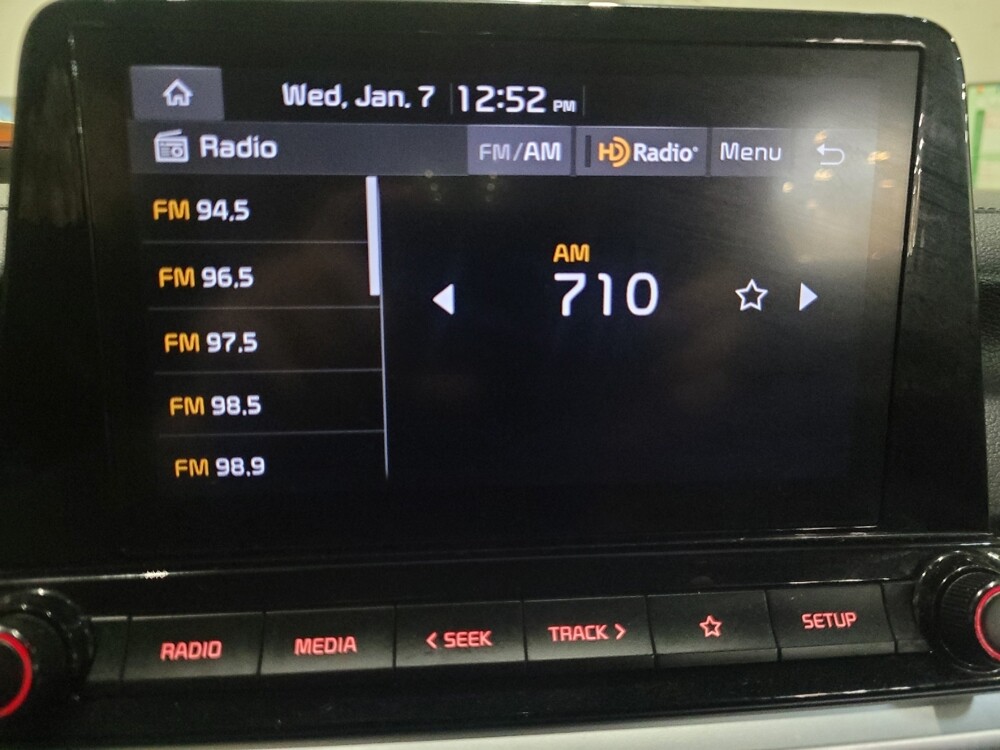 Wed, Jan. 7 12:52 PM
Radio FM/AM HD Radio® Menu
FM 94.5
FM 96.5
FM 97.5
FM 98.5
FM 98.9
AM
710
RADIO MEDIA < SEEK TRACK > SETUP